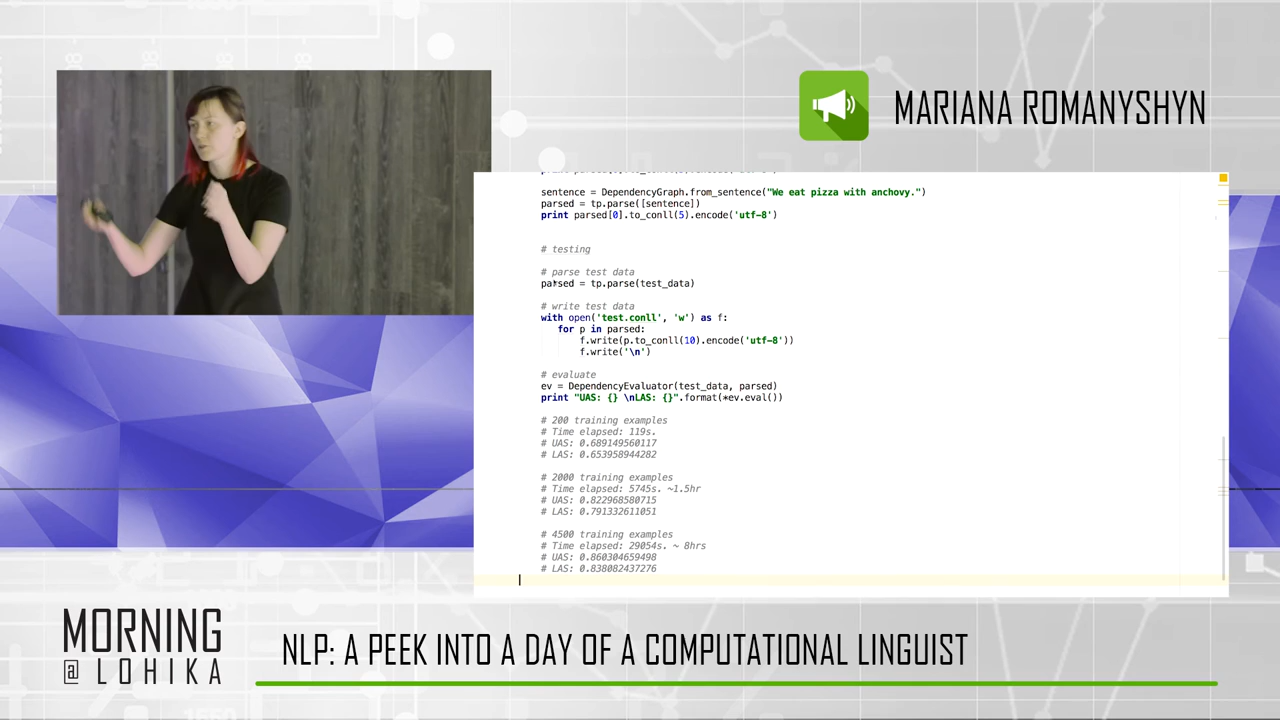 MARIANA ROMANYSHYN
sentence = DependencyGraph.from_sentence("We eat pizza with anchovy.")
parsed = tp.parse([sentence])
print parsed[0].to_conll(5).encode('utf-8')
# testing
# parse test data
parsed = tp.parse(test_data)
# write test data
with open('test.conll', 'w') as f:
for p in parsed:
f.write(p.to_conll(10).encode('utf-8'))
f.write('\n')
# evaluate
ev = DependencyEvaluator(test_data, parsed)
print "UAS: {} \nLAS: {}".format(*ev.eval())
# 200 training examples
# Time elapsed: 119s.
# UAS: 0.689149560117
# LAS: 0.653958944282
# 2000 training examples
# Time elapsed: 5745s. ~1.5hr
# UAS: 0.822968580715
# LAS: 0.791332611051
# 4500 training examples
# Time elapsed: 29054s. ~ 8hrs
# UAS: 0.860304659498
# LAS: 0.838082437276
MORNING
@ LOHIKA
NLP: A PEEK INTO A DAY OF A COMPUTATIONAL LINGUIST